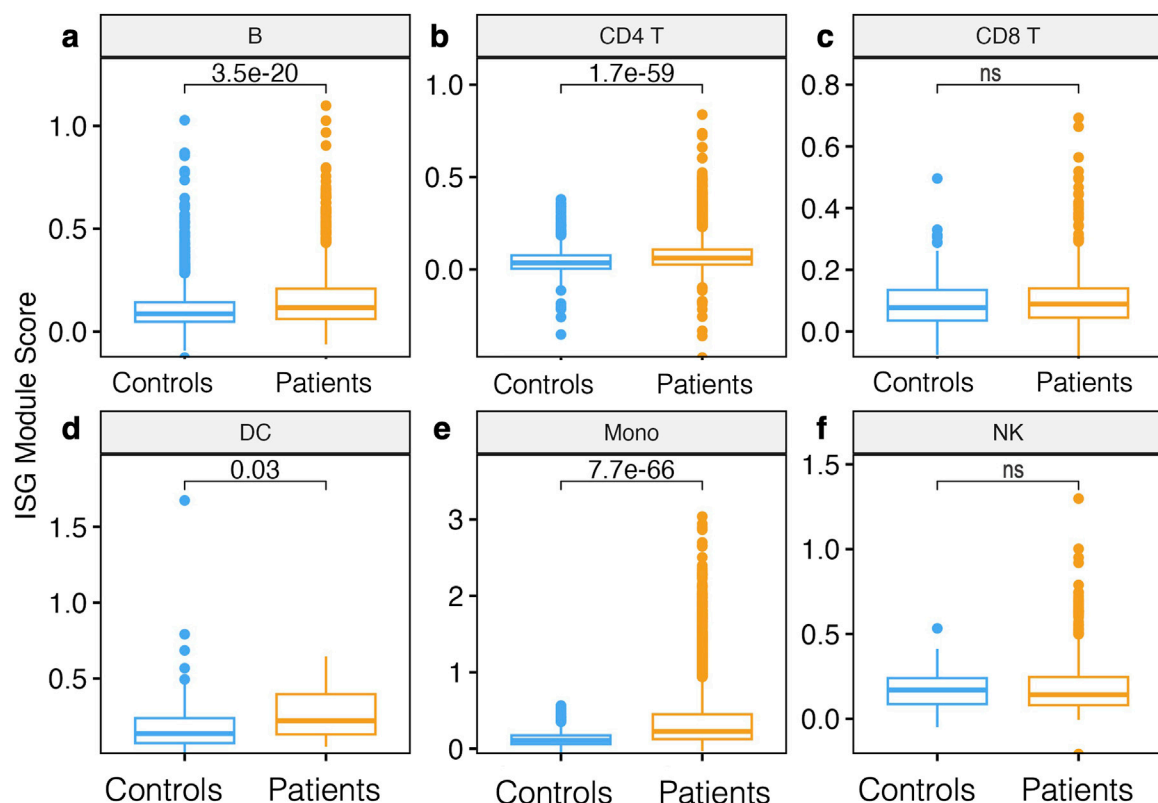 a B
3.5e-20
1.0
0.5
0.0
Controls Patients
b CD4 T
1.7e-59
1.0
0.5
0.0
Controls Patients
c CD8 T
ns
0.8
0.6
0.4
0.2
0.0
Controls Patients
ISG Module Score
d DC
0.03
1.5
1.0
0.5
Controls Patients
e Mono
7.7e-66
3
2
1
0
Controls Patients
f NK
ns
1.5
1.0
0.5
0.0
Controls Patients